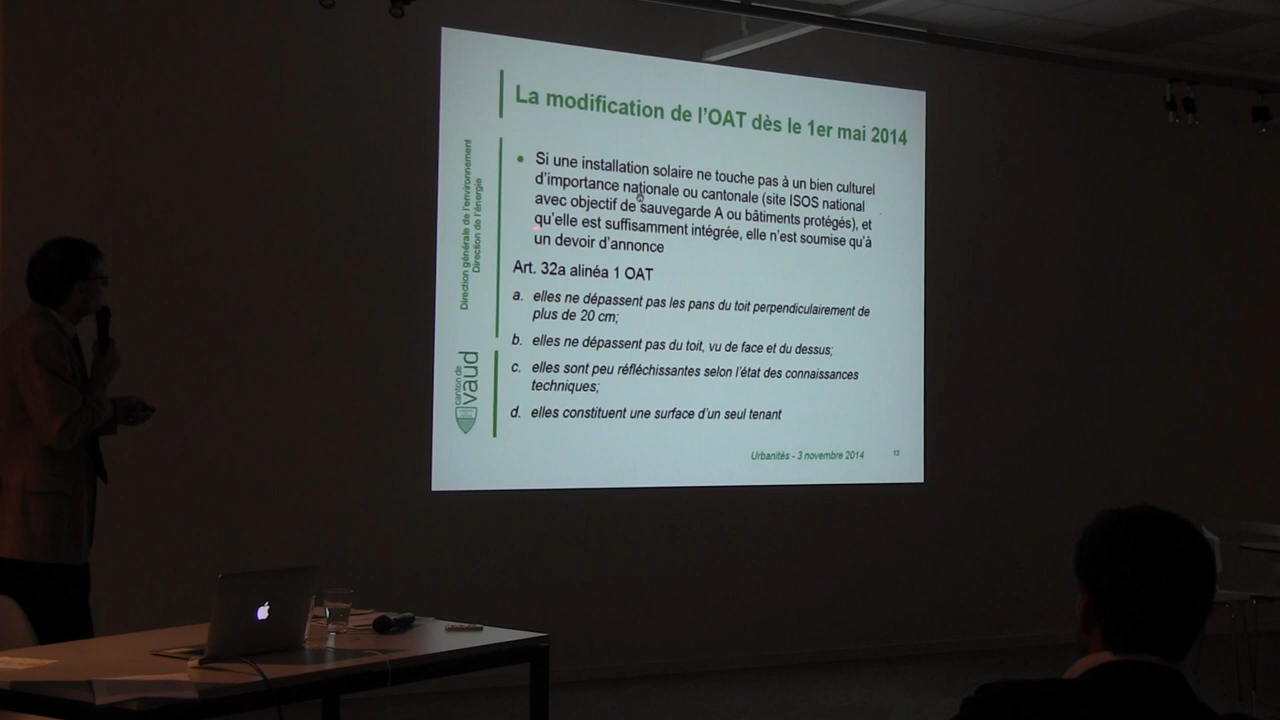 La modification de l'OAT dès le 1er mai 2014
• Si une installation solaire ne touche pas à un bien culturel
d'importance nationale ou cantonale (site ISOS national
avec objectif de sauvegarde A ou bâtiments protégés), et
qu'elle est suffisamment intégrée, elle n'est soumise qu'à
un devoir d'annonce
Art. 32a alinéa 1 OAT
a. elles ne dépassent pas les pans du toit perpendiculairement de
plus de 20 cm;
b. elles ne dépassent pas du toit, vu de face et du dessus;
c. elles sont peu réfléchissantes selon l'état des connaissances
techniques;
d. elles constituent une surface d'un seul tenant
Urbanités - 3 novembre 2014
Direction générale de l'environnement
Direction de l'énergie
canton de
vaud